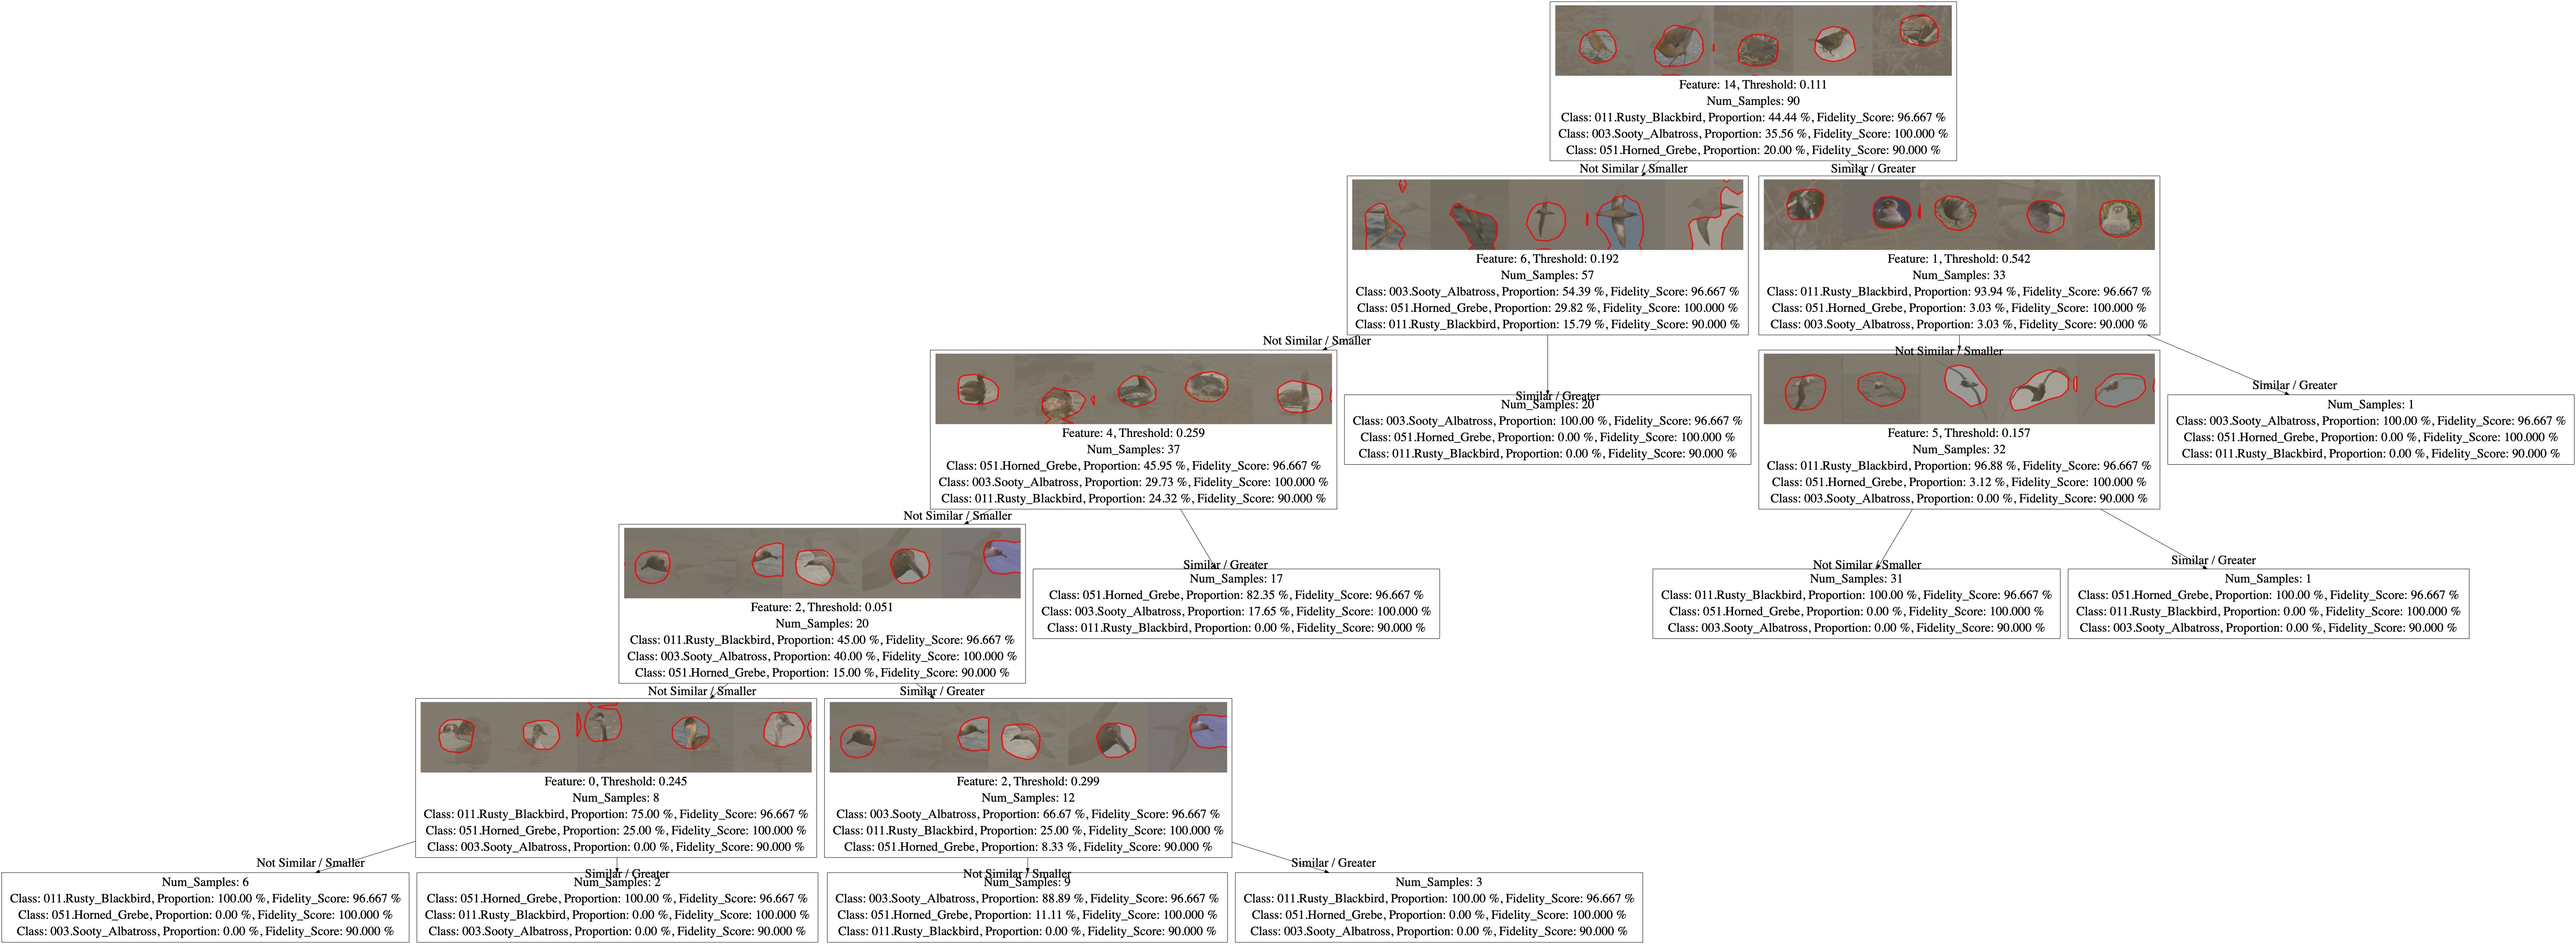 Feature: 14, Threshold: 0.111
Num_Samples: 90
Class: 011.Rusty_Blackbird, Proportion: 44.44 %, Fidelity_Score: 96.667 %
Class: 003.Sooty_Albatross, Proportion: 35.56 %, Fidelity_Score: 100.000 %
Class: 051.Horned_Grebe, Proportion: 20.00 %, Fidelity_Score: 90.000 %
Not Similar / Smaller
Similar / Greater
Feature: 6, Threshold: 0.192
Num_Samples: 57
Class: 003.Sooty_Albatross, Proportion: 54.39 %, Fidelity_Score: 96.667 %
Class: 051.Horned_Grebe, Proportion: 29.82 %, Fidelity_Score: 100.000 %
Class: 011.Rusty_Blackbird, Proportion: 15.79 %, Fidelity_Score: 90.000 %
Feature: 1, Threshold: 0.542
Num_Samples: 33
Class: 011.Rusty_Blackbird, Proportion: 93.94 %, Fidelity_Score: 96.667 %
Class: 051.Horned_Grebe, Proportion: 3.03 %, Fidelity_Score: 100.000 %
Class: 003.Sooty_Albatross, Proportion: 3.03 %, Fidelity_Score: 90.000 %
Not Similar / Smaller
Similar / Greater
Not Similar / Smaller
Similar / Greater
Feature: 4, Threshold: 0.259
Num_Samples: 37
Class: 051.Horned_Grebe, Proportion: 45.95 %, Fidelity_Score: 96.667 %
Class: 003.Sooty_Albatross, Proportion: 29.73 %, Fidelity_Score: 100.000 %
Class: 011.Rusty_Blackbird, Proportion: 24.32 %, Fidelity_Score: 90.000 %
Num_Samples: 20
Class: 003.Sooty_Albatross, Proportion: 100.00 %, Fidelity_Score: 96.667 %
Class: 051.Horned_Grebe, Proportion: 0.00 %, Fidelity_Score: 100.000 %
Class: 011.Rusty_Blackbird, Proportion: 0.00 %, Fidelity_Score: 90.000 %
Feature: 5, Threshold: 0.157
Num_Samples: 32
Class: 011.Rusty_Blackbird, Proportion: 96.88 %, Fidelity_Score: 96.667 %
Class: 051.Horned_Grebe, Proportion: 3.12 %, Fidelity_Score: 100.000 %
Class: 003.Sooty_Albatross, Proportion: 0.00 %, Fidelity_Score: 90.000 %
Num_Samples: 1
Class: 003.Sooty_Albatross, Proportion: 100.00 %, Fidelity_Score: 96.667 %
Class: 051.Horned_Grebe, Proportion: 0.00 %, Fidelity_Score: 100.000 %
Class: 011.Rusty_Blackbird, Proportion: 0.00 %, Fidelity_Score: 90.000 %
Not Similar / Smaller
Similar / Greater
Not Similar / Smaller
Similar / Greater
Feature: 2, Threshold: 0.051
Num_Samples: 20
Class: 011.Rusty_Blackbird, Proportion: 45.00 %, Fidelity_Score: 96.667 %
Class: 003.Sooty_Albatross, Proportion: 40.00 %, Fidelity_Score: 100.000 %
Class: 051.Horned_Grebe, Proportion: 15.00 %, Fidelity_Score: 90.000 %
Num_Samples: 17
Class: 051.Horned_Grebe, Proportion: 82.35 %, Fidelity_Score: 96.667 %
Class: 003.Sooty_Albatross, Proportion: 17.65 %, Fidelity_Score: 100.000 %
Class: 011.Rusty_Blackbird, Proportion: 0.00 %, Fidelity_Score: 90.000 %
Num_Samples: 31
Class: 011.Rusty_Blackbird, Proportion: 100.00 %, Fidelity_Score: 96.667 %
Class: 051.Horned_Grebe, Proportion: 0.00 %, Fidelity_Score: 100.000 %
Class: 003.Sooty_Albatross, Proportion: 0.00 %, Fidelity_Score: 90.000 %
Num_Samples: 1
Class: 051.Horned_Grebe, Proportion: 100.00 %, Fidelity_Score: 96.667 %
Class: 011.Rusty_Blackbird, Proportion: 0.00 %, Fidelity_Score: 100.000 %
Class: 003.Sooty_Albatross, Proportion: 0.00 %, Fidelity_Score: 90.000 %
Not Similar / Smaller
Similar / Greater
Feature: 0, Threshold: 0.245
Num_Samples: 8
Class: 011.Rusty_Blackbird, Proportion: 75.00 %, Fidelity_Score: 96.667 %
Class: 051.Horned_Grebe, Proportion: 25.00 %, Fidelity_Score: 100.000 %
Class: 003.Sooty_Albatross, Proportion: 0.00 %, Fidelity_Score: 90.000 %
Feature: 2, Threshold: 0.299
Num_Samples: 12
Class: 003.Sooty_Albatross, Proportion: 66.67 %, Fidelity_Score: 96.667 %
Class: 011.Rusty_Blackbird, Proportion: 25.00 %, Fidelity_Score: 100.000 %
Class: 051.Horned_Grebe, Proportion: 8.33 %, Fidelity_Score: 90.000 %
Not Similar / Smaller
Similar / Greater
Not Similar / Smaller
Similar / Greater
Num_Samples: 6
Class: 011.Rusty_Blackbird, Proportion: 100.00 %, Fidelity_Score: 96.667 %
Class: 051.Horned_Grebe, Proportion: 0.00 %, Fidelity_Score: 100.000 %
Class: 003.Sooty_Albatross, Proportion: 0.00 %, Fidelity_Score: 90.000 %
Num_Samples: 2
Class: 051.Horned_Grebe, Proportion: 100.00 %, Fidelity_Score: 96.667 %
Class: 011.Rusty_Blackbird, Proportion: 0.00 %, Fidelity_Score: 100.000 %
Class: 003.Sooty_Albatross, Proportion: 0.00 %, Fidelity_Score: 90.000 %
Num_Samples: 9
Class: 003.Sooty_Albatross, Proportion: 88.89 %, Fidelity_Score: 96.667 %
Class: 051.Horned_Grebe, Proportion: 11.11 %, Fidelity_Score: 100.000 %
Class: 011.Rusty_Blackbird, Proportion: 0.00 %, Fidelity_Score: 90.000 %
Num_Samples: 3
Class: 011.Rusty_Blackbird, Proportion: 100.00 %, Fidelity_Score: 96.667 %
Class: 051.Horned_Grebe, Proportion: 0.00 %, Fidelity_Score: 100.000 %
Class: 003.Sooty_Albatross, Proportion: 0.00 %, Fidelity_Score: 90.000 %